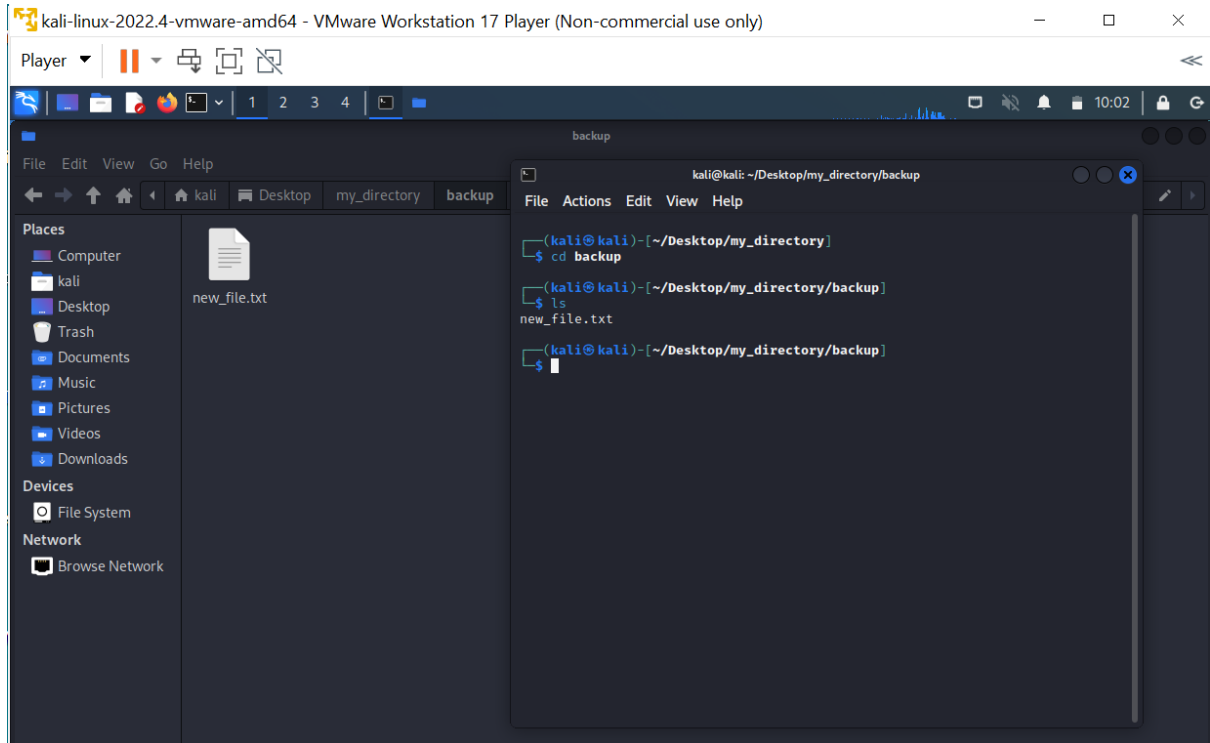 kali-linux-2022.4-vmware-amd64 - VMware Workstation 17 Player (Non-commercial use only)
Player
1 2 3 4
10:02
backup
File Edit View Go Help
kali Desktop my_directory backup
Places
Computer
kali
Desktop
Trash
Documents
Music
Pictures
Videos
Downloads
Devices
File System
Network
Browse Network
new_file.txt
kali@kali: ~/Desktop/my_directory/backup
File Actions Edit View Help
┌──(kali㉿kali)-[~/Desktop/my_directory]
└─$ cd backup
┌──(kali㉿kali)-[~/Desktop/my_directory/backup]
└─$ ls
new_file.txt
┌──(kali㉿kali)-[~/Desktop/my_directory/backup]
└─$